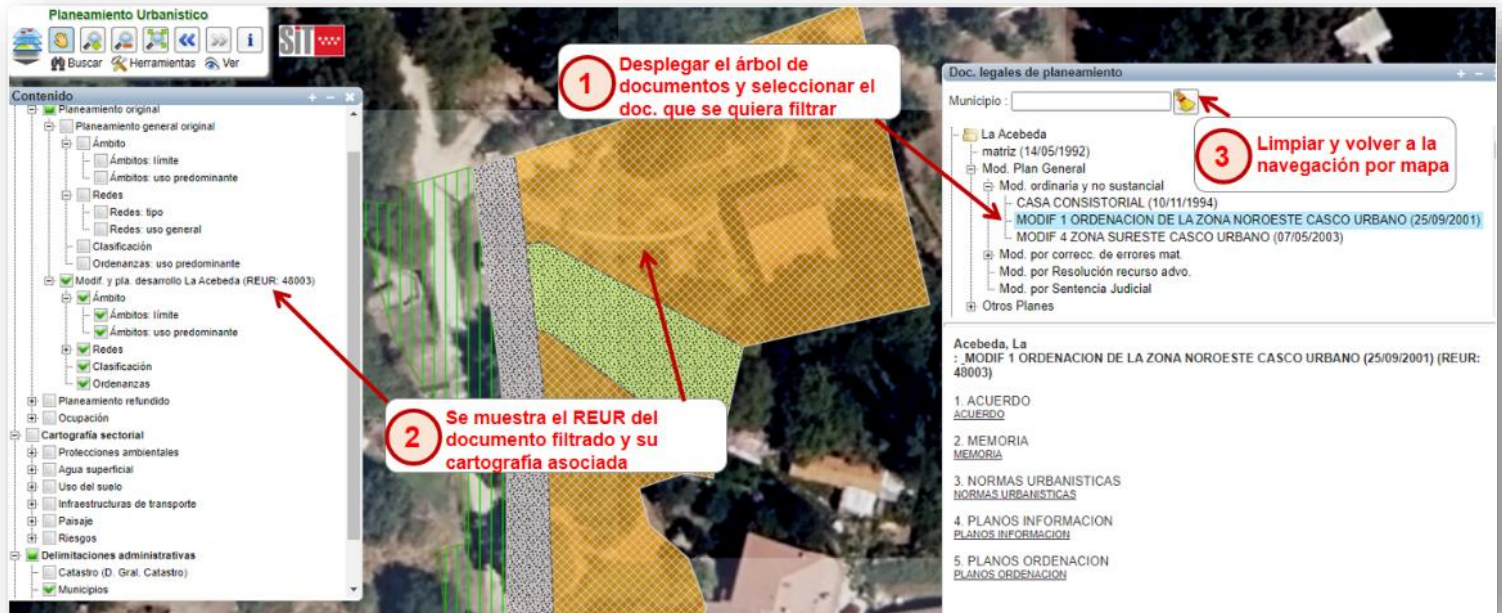 Planeamiento Urbanístico
i
SIT
Buscar Herramientas Ver
Contenido
Planeamiento original
Planeamiento general original
Ámbito
Ámbitos: límite
Ámbitos: uso predominante
Redes
Redes: tipo
Redes: uso general
Clasificación
Ordenanzas: uso predominante
Modif. y pla. desarrollo La Acebeda (REUR: 48003)
Ámbito
Ámbitos: límite
Ámbitos: uso predominante
Redes
Clasificación
Ordenanzas
Planeamiento refundido
Ocupación
Cartografía sectorial
Protecciones ambientales
Agua superficial
Uso del suelo
Infraestructuras de transporte
Paisaje
Riesgos
Delimitaciones administrativas
Catastro (D. Gral. Catastro)
Municipios
1
Desplegar el árbol de
documentos y seleccionar el
doc. que se quiera filtrar
2
Se muestra el REUR del
documento filtrado y su
cartografía asociada
Doc. legales de planeamiento
Municipio :
3
Limpiar y volver a la
navegación por mapa
La Acebeda
matriz (14/05/1992)
Mod. Plan General
Mod. ordinaria y no sustancial
CASA CONSISTORIAL (10/11/1994)
MODIF 1 ORDENACION DE LA ZONA NOROESTE CASCO URBANO (25/09/2001)
MODIF 4 ZONA SURESTE CASCO URBANO (07/05/2003)
Mod. por correcc. de errores mat.
Mod. por Resolución recurso advo.
Mod. por Sentencia Judicial
Otros Planes
Acebeda, La
: _MODIF 1 ORDENACION DE LA ZONA NOROESTE CASCO URBANO (25/09/2001) (REUR:
48003)
1. ACUERDO
ACUERDO
2. MEMORIA
MEMORIA
3. NORMAS URBANISTICAS
NORMAS URBANISTICAS
4. PLANOS INFORMACION
PLANOS INFORMACION
5. PLANOS ORDENACION
PLANOS ORDENACION